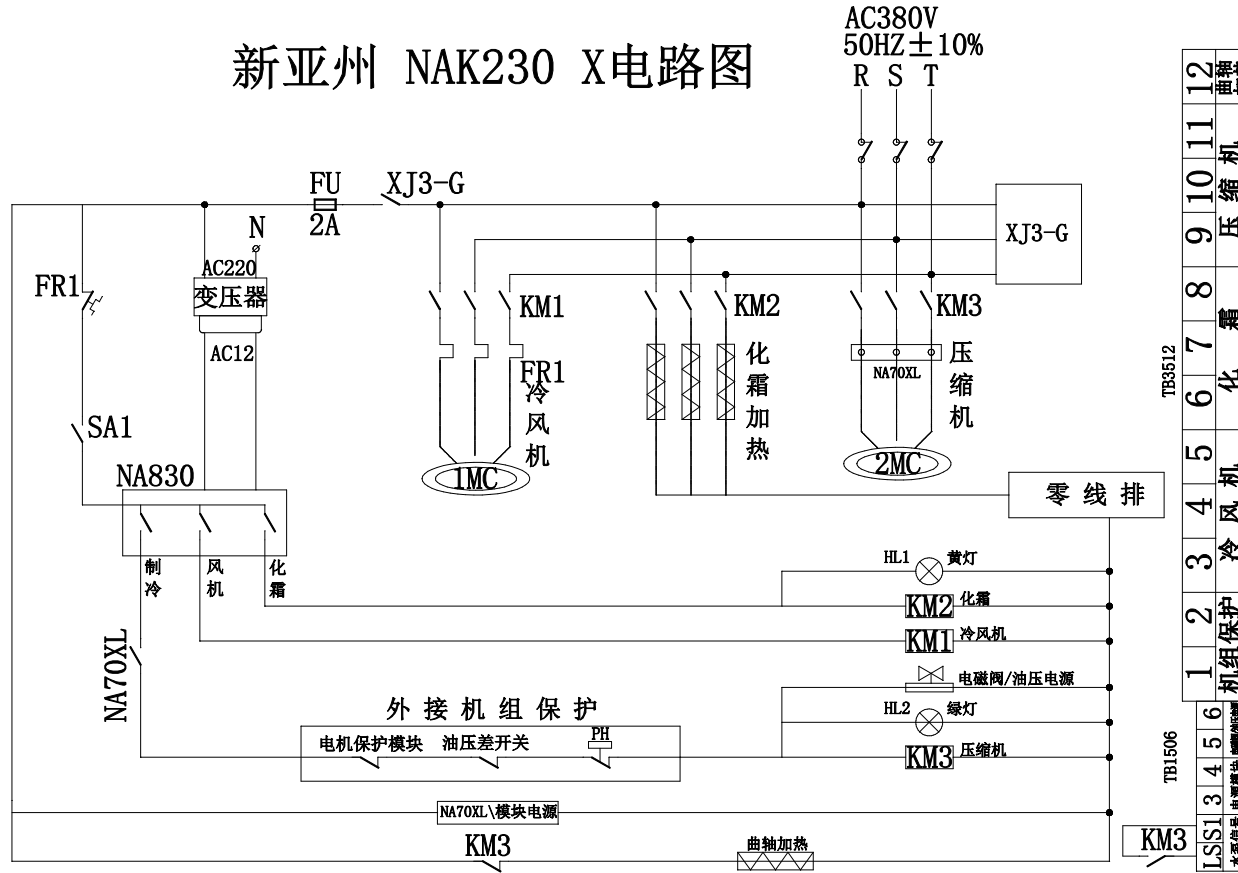 AC380V
50HZ±10%
新亚州 NAK230 X电路图
R S T
FU
XJ3-G
2A
N
XJ3-G
AC220
FR1
变压器
KM1
KM2
KM3
AC12
FR1
冷风机
化霜加热
NA70XL
压缩机
SA1
1MC
2MC
NA830
零线排
制冷
风机
化霜
HL1
黄灯
KM2
化霜
KM1
冷风机
NA70XL
电磁阀/油压电源
外接机组保护
HL2
绿灯
电机保护模块
油压差开关
PH
KM3
压缩机
NA70XL\模块电源
KM3
曲轴加热
KM3
TB3512
12 11 10 9 8 7 6 5 4 3 2 1
曲轴
压缩机
化霜
冷风机
机组保护
TB1506
6 5 4 3 LSS1